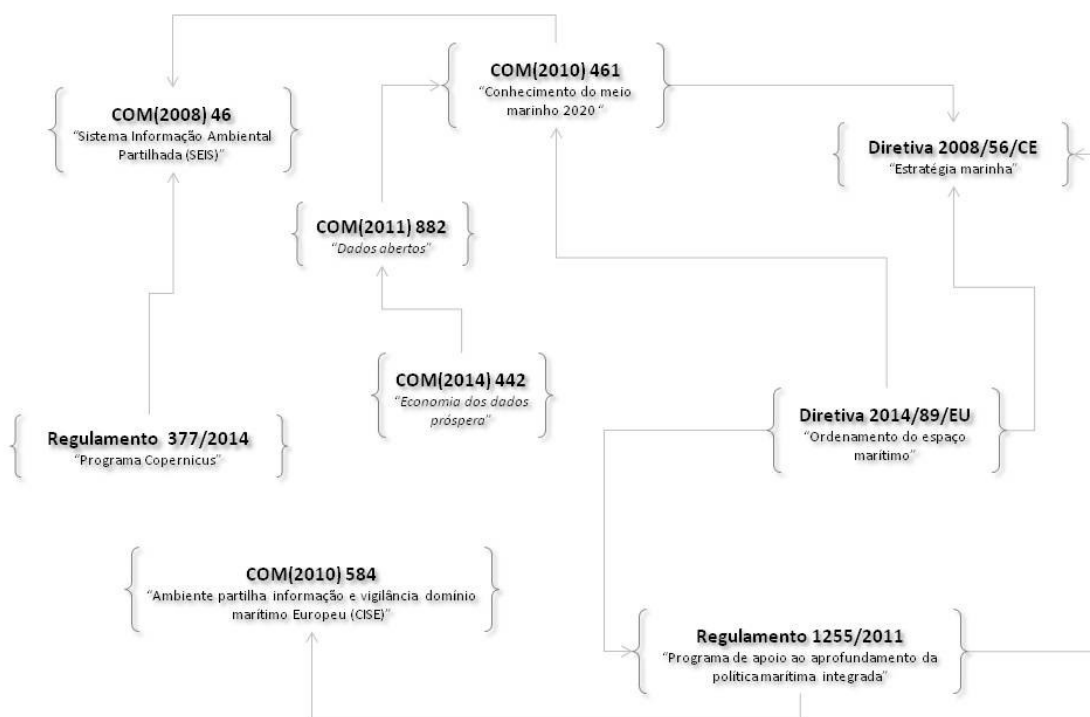 COM(2010) 461
“Conhecimento do meio
marinho 2020 “
COM(2008) 46
“Sistema Informação Ambiental
Partilhada (SEIS)”
Diretiva 2008/56/CE
“Estratégia marinha”
COM(2011) 882
“Dados abertos”
COM(2014) 442
“Economia dos dados
próspera”
Diretiva 2014/89/EU
“Ordenamento do espaço
marítimo”
Regulamento 377/2014
“Programa Copernicus”
COM(2010) 584
“Ambiente partilha informação e vigilância domínio
marítimo Europeu (CISE)”
Regulamento 1255/2011
“Programa de apoio ao aprofundamento da
política marítima integrada”